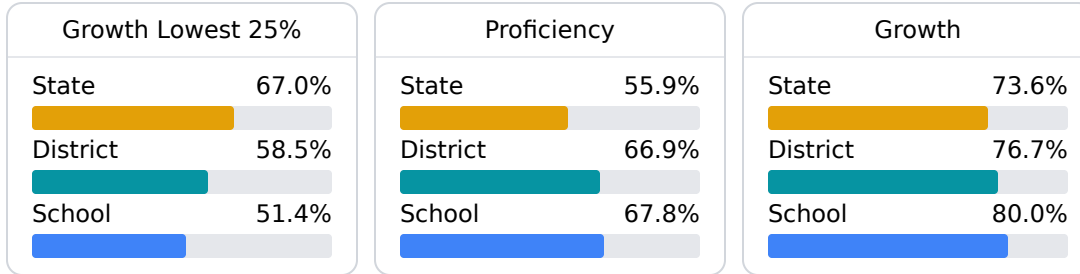 Growth Lowest 25%
State 67.0%
District 58.5%
School 51.4%
Proficiency
State 55.9%
District 66.9%
School 67.8%
Growth
State 73.6%
District 76.7%
School 80.0%